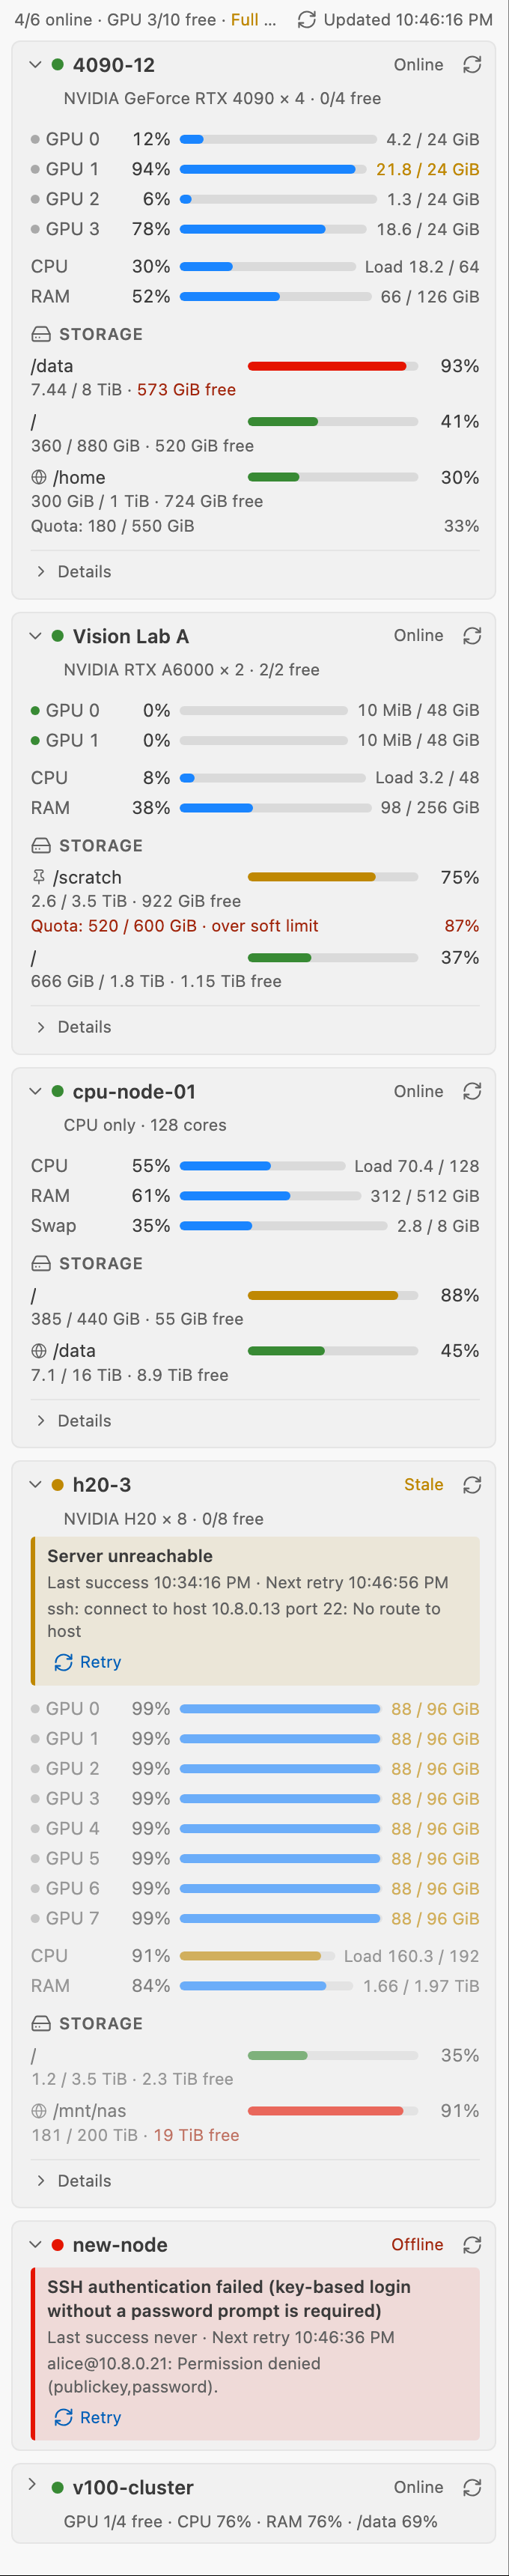 4/6 online · GPU 3/10 free · Full ... Updated 10:46:16 PM
4090-12 Online
NVIDIA GeForce RTX 4090 × 4 · 0/4 free
GPU 0 12% 4.2 / 24 GiB
GPU 1 94% 21.8 / 24 GiB
GPU 2 6% 1.3 / 24 GiB
GPU 3 78% 18.6 / 24 GiB
CPU 30% Load 18.2 / 64
RAM 52% 66 / 126 GiB
STORAGE
/data 93%
7.44 / 8 TiB · 573 GiB free
/ 41%
360 / 880 GiB · 520 GiB free
/home 30%
300 GiB / 1 TiB · 724 GiB free
Quota: 180 / 550 GiB 33%
Details
Vision Lab A Online
NVIDIA RTX A6000 × 2 · 2/2 free
GPU 0 0% 10 MiB / 48 GiB
GPU 1 0% 10 MiB / 48 GiB
CPU 8% Load 3.2 / 48
RAM 38% 98 / 256 GiB
STORAGE
/scratch 75%
2.6 / 3.5 TiB · 922 GiB free
Quota: 520 / 600 GiB · over soft limit 87%
/ 37%
666 GiB / 1.8 TiB · 1.15 TiB free
Details
cpu-node-01 Online
CPU only · 128 cores
CPU 55% Load 70.4 / 128
RAM 61% 312 / 512 GiB
Swap 35% 2.8 / 8 GiB
STORAGE
/ 88%
385 / 440 GiB · 55 GiB free
/data 45%
7.1 / 16 TiB · 8.9 TiB free
Details
h20-3 Stale
NVIDIA H20 × 8 · 0/8 free
Server unreachable
Last success 10:34:16 PM · Next retry 10:46:56 PM
ssh: connect to host 10.8.0.13 port 22: No route to
host
Retry
GPU 0 99% 88 / 96 GiB
GPU 1 99% 88 / 96 GiB
GPU 2 99% 88 / 96 GiB
GPU 3 99% 88 / 96 GiB
GPU 4 99% 88 / 96 GiB
GPU 5 99% 88 / 96 GiB
GPU 6 99% 88 / 96 GiB
GPU 7 99% 88 / 96 GiB
CPU 91% Load 160.3 / 192
RAM 84% 1.66 / 1.97 TiB
STORAGE
/ 35%
1.2 / 3.5 TiB · 2.3 TiB free
/mnt/nas 91%
181 / 200 TiB · 19 TiB free
Details
new-node Offline
SSH authentication failed (key-based login
without a password prompt is required)
Last success never · Next retry 10:46:36 PM
alice@10.8.0.21: Permission denied
(publickey,password).
Retry
v100-cluster Online
GPU 1/4 free · CPU 76% · RAM 76% · /data 69%